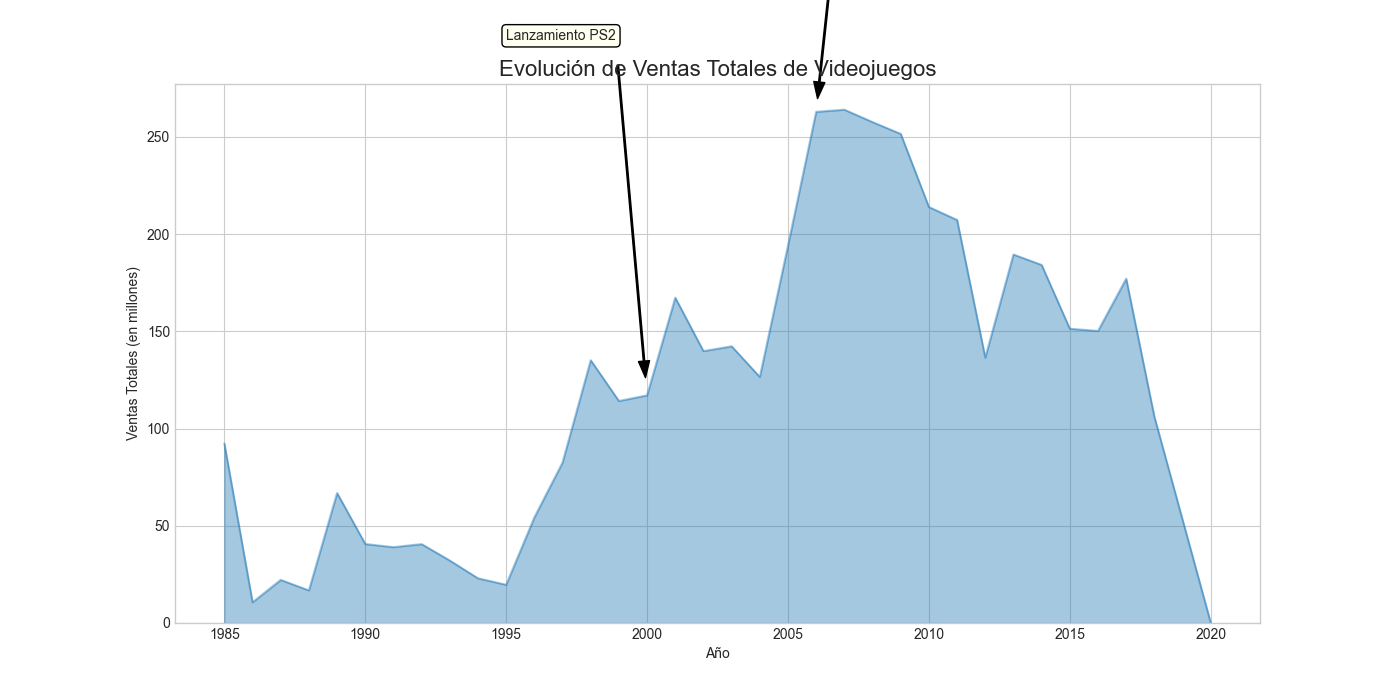 Lanzamiento PS2
Evolución de Ventas Totales de Videojuegos
250
200
150
100
50
0
Ventas Totales (en millones)
1985 1990 1995 2000 2005 2010 2015 2020
Año